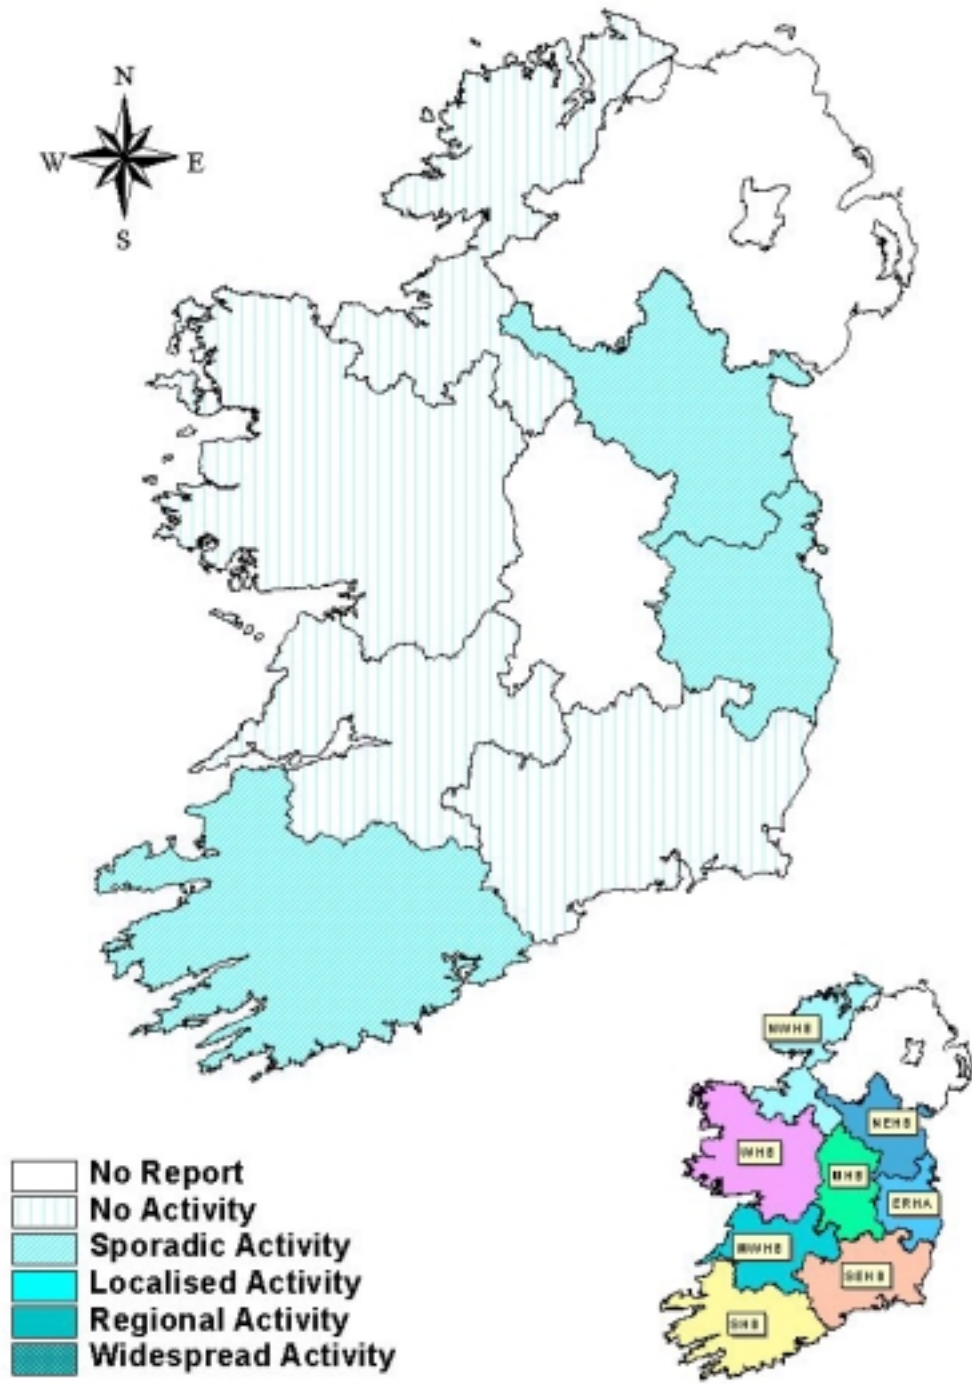 N
W E
S
NWHB
NEHB
WHB
MHB
ERHA
MWHB
SEHB
SHB
No Report
No Activity
Sporadic Activity
Localised Activity
Regional Activity
Widespread Activity